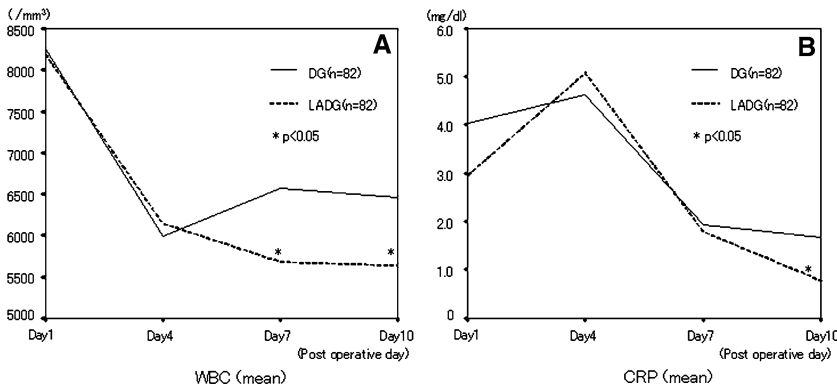 (/mm³)
8500
8000
7500
7000
6500
6000
5500
5000
A
DG(n=82)
LADG(n=82)
* p<0.05
*
*
Day1
Day4
Day7
Day10
(Post operative day)
WBC (mean)
(mg/dl)
6.0
5.0
4.0
3.0
2.0
1.0
0
B
DG(n=82)
LADG(n=82)
* p<0.05
*
Day1
Day4
Day7
Day10
(Post operative day)
CRP (mean)